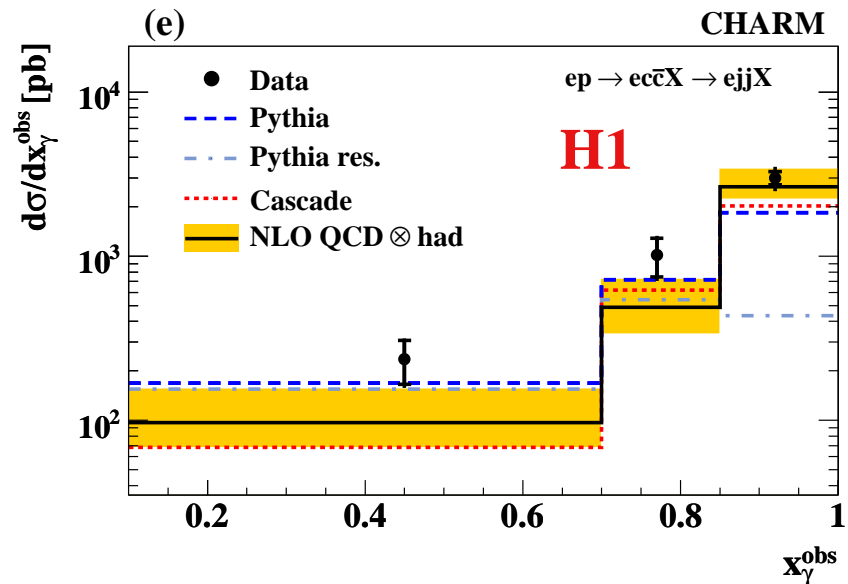 (e) CHARM
dσ/dx_γ^obs [pb]
Data
ep → ecc̄X → ejjX
Pythia
Pythia res.
H1
Cascade
NLO QCD ⊗ had
10^4
10^3
10^2
0.2 0.4 0.6 0.8 1
x_γ^obs